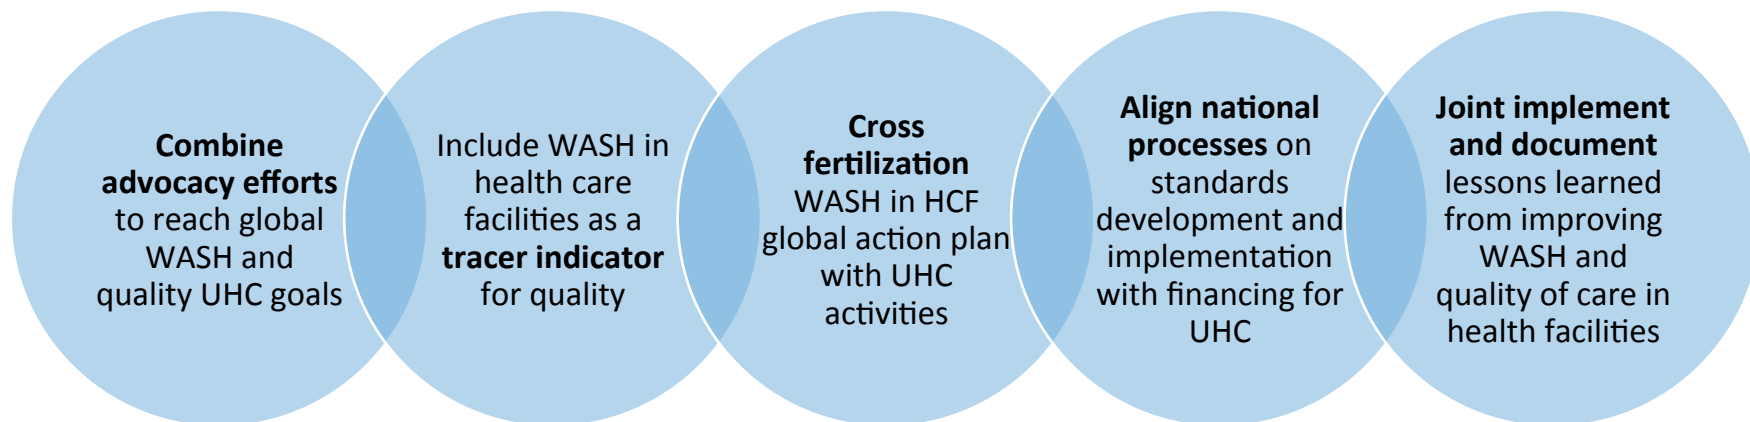 Combine
advocacy efforts
to reach global
WASH and
quality UHC goals
Include WASH in
health care
facilities as a
tracer indicator
for quality
Cross
fertilization
WASH in HCF
global action plan
with UHC
activities
Align national
processes on
standards
development and
implementation
with financing for
UHC
Joint implement
and document
lessons learned
from improving
WASH and
quality of care in
health facilities